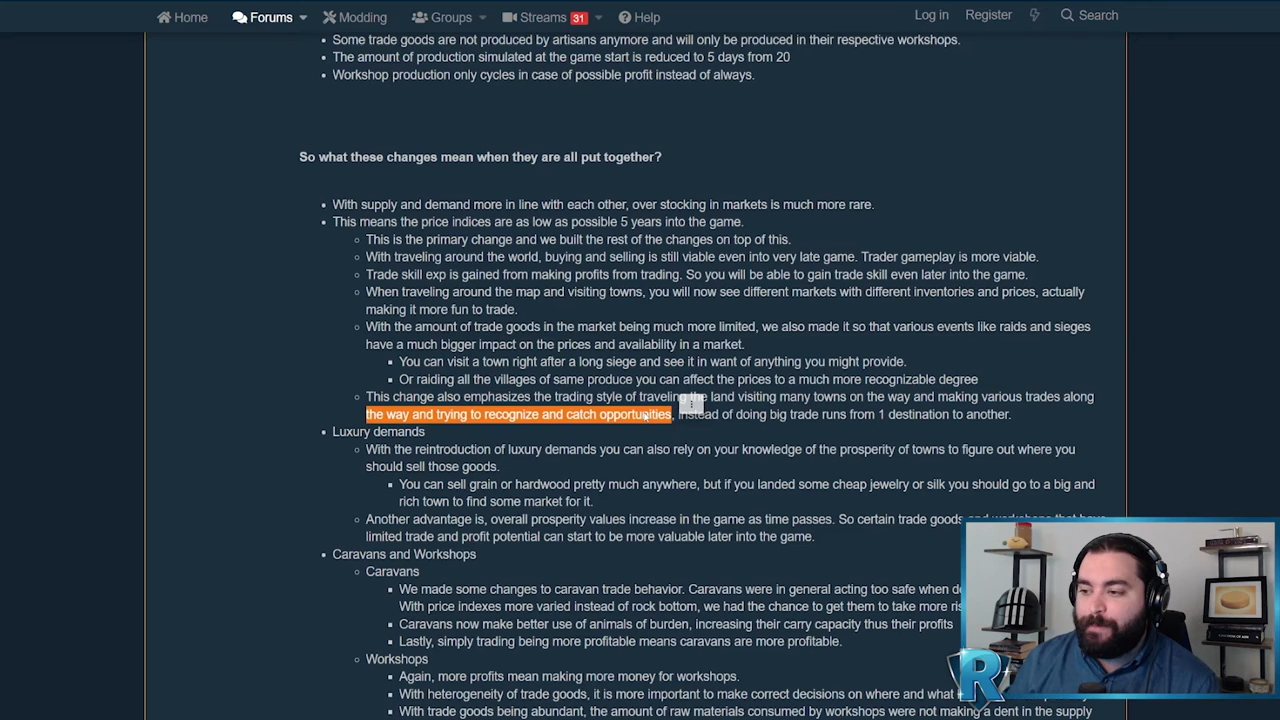 Home
Forums
Modding
Groups
Streams 31
Help
Log in
Register
Search
Some trade goods are not produced by artisans anymore and will only be produced in their respective workshops.
The amount of production simulated at the game start is reduced to 5 days from 20
Workshop production only cycles in case of possible profit instead of always.
So what these changes mean when they are all put together?
With supply and demand more in line with each other, over stocking in markets is much more rare.
This means the price indices are as low as possible 5 years into the game.
This is the primary change and we built the rest of the changes on top of this.
With traveling around the world, buying and selling is still viable even into very late game. Trader gameplay is more viable.
Trade skill exp is gained from making profits from trading. So you will be able to gain trade skill even later into the game.
When traveling around the map and visiting towns, you will now see different markets with different inventories and prices, actually
making it more fun to trade.
With the amount of trade goods in the market being much more limited, we also made it so that various events like raids and sieges
have a much bigger impact on the prices and availability in a market.
You can visit a town right after a long siege and see it in want of anything you might provide.
Or raiding all the villages of same produce you can affect the prices to a much more recognizable degree
This change also emphasizes the trading style of traveling the land visiting many towns on the way and making various trades along
the way and trying to recognize and catch opportunities, instead of doing big trade runs from 1 destination to another.
Luxury demands
With the reintroduction of luxury demands you can also rely on your knowledge of the prosperity of towns to figure out where you
should sell those goods.
You can sell grain or hardwood pretty much anywhere, but if you landed some cheap jewelry or silk you should go to a big and
rich town to find some market for it.
Another advantage is, overall prosperity values increase in the game as time passes. So certain trade goods and workshops that have
limited trade and profit potential can start to be more valuable later into the game.
Caravans and Workshops
Caravans
We made some changes to caravan trade behavior. Caravans were in general acting too safe when
With price indexes more varied instead of rock bottom, we had the chance to get them to take more
Caravans now make better use of animals of burden, increasing their carry capacity thus their profits
Lastly, simply trading being more profitable means caravans are more profitable.
Workshops
Again, more profits mean making more money for workshops.
With heterogeneity of trade goods, it is more important to make correct decisions on where and what
With trade goods being abundant, the amount of raw materials consumed by workshops were not making a dent in the supply
R